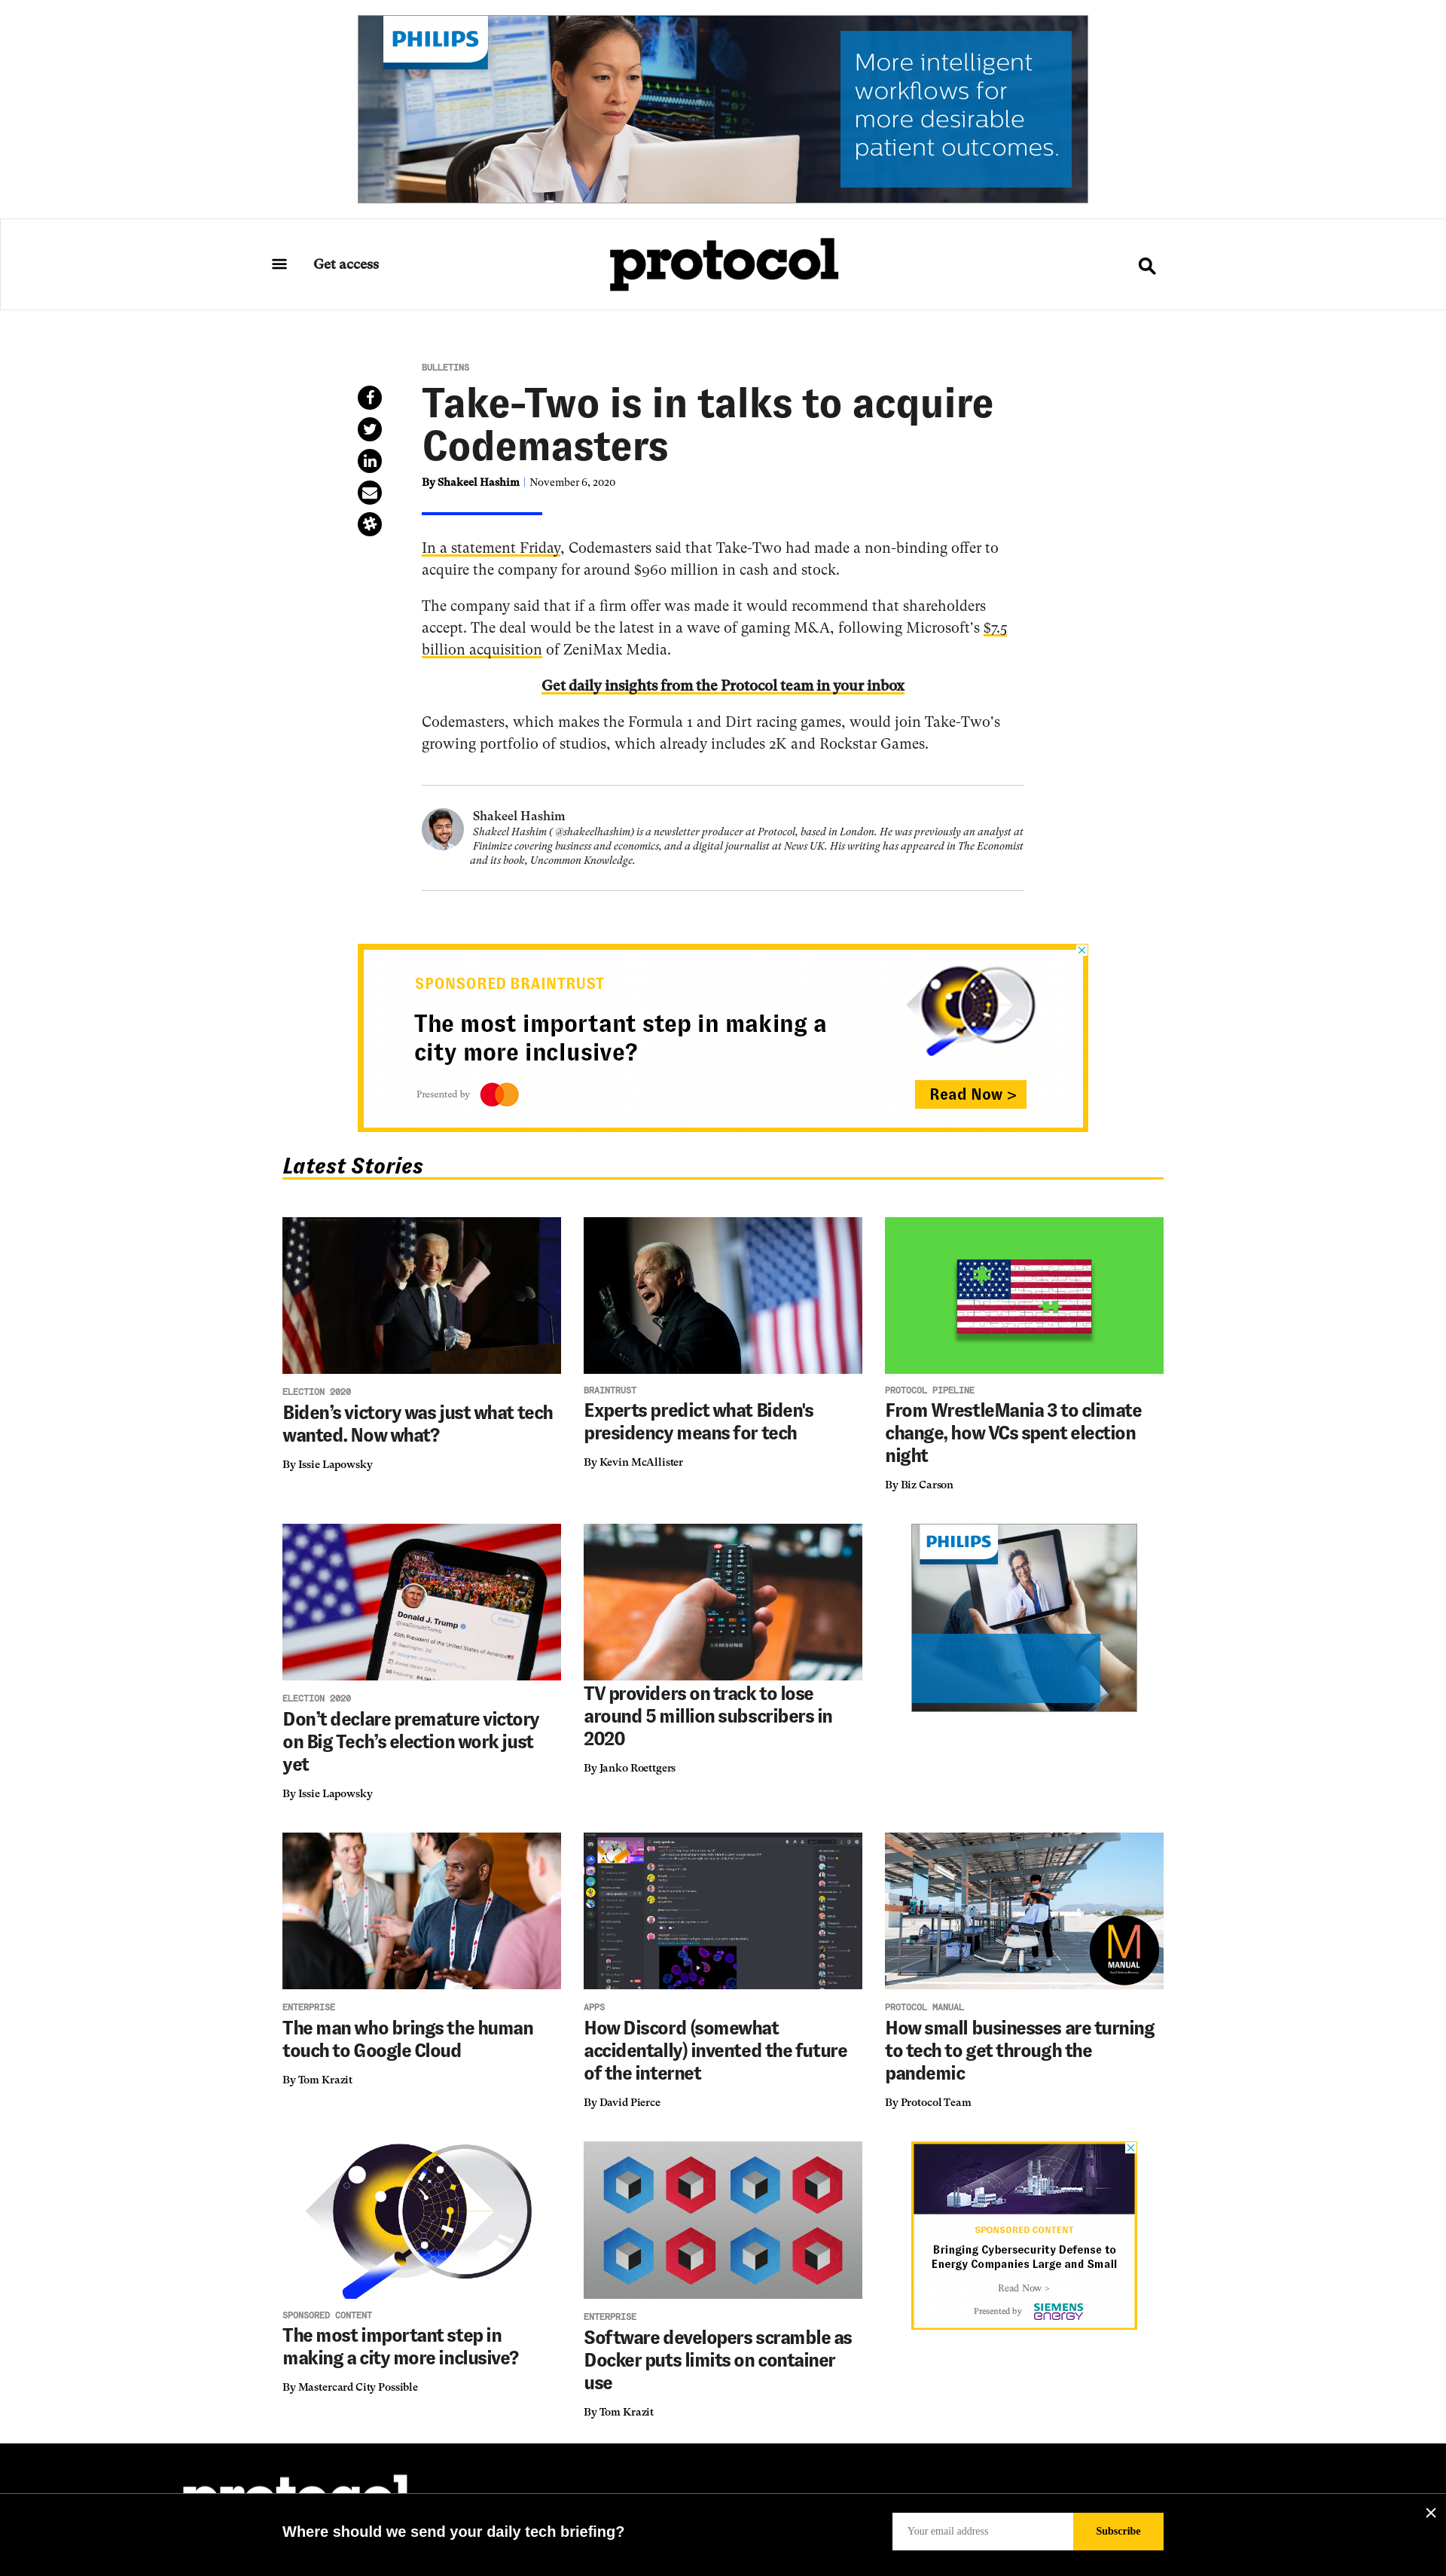 PHILIPS
More intelligent
workflows for
more desirable
patient outcomes.
Get access
protocol
BULLETINS
Take-Two is in talks to acquire
Codemasters
By Shakeel Hashim | November 6, 2020
In a statement Friday, Codemasters said that Take-Two had made a non-binding offer to
acquire the company for around $960 million in cash and stock.
The company said that if a firm offer was made it would recommend that shareholders
accept. The deal would be the latest in a wave of gaming M&A, following Microsoft's $7.5
billion acquisition of ZeniMax Media.
Get daily insights from the Protocol team in your inbox
Codemasters, which makes the Formula 1 and Dirt racing games, would join Take-Two's
growing portfolio of studios, which already includes 2K and Rockstar Games.
Shakeel Hashim
Shakeel Hashim ( @shakeelhashim) is a newsletter producer at Protocol, based in London. He was previously an analyst at
Finimize covering business and economics, and a digital journalist at News UK. His writing has appeared in The Economist
and its book, Uncommon Knowledge.
SPONSORED BRAINTRUST
The most important step in making a
city more inclusive?
Presented by
Read Now >
Latest Stories
ELECTION 2020
Biden’s victory was just what tech
wanted. Now what?
By Issie Lapowsky
BRAINTRUST
Experts predict what Biden's
presidency means for tech
By Kevin McAllister
PROTOCOL PIPELINE
From WrestleMania 3 to climate
change, how VCs spent election
night
By Biz Carson
Donald J. Trump
@realDonaldTrump
45th President of the United States of America
Follow
ELECTION 2020
Don’t declare premature victory
on Big Tech’s election work just
yet
By Issie Lapowsky
SAMSUNG
TV providers on track to lose
around 5 million subscribers in
2020
By Janko Roettgers
PHILIPS
ENTERPRISE
The man who brings the human
touch to Google Cloud
By Tom Krazit
APPS
How Discord (somewhat
accidentally) invented the future
of the internet
By David Pierce
M
MANUAL
PROTOCOL MANUAL
How small businesses are turning
to tech to get through the
pandemic
By Protocol Team
SPONSORED CONTENT
The most important step in
making a city more inclusive?
By Mastercard City Possible
ENTERPRISE
Software developers scramble as
Docker puts limits on container
use
By Tom Krazit
SPONSORED CONTENT
Bringing Cybersecurity Defense to
Energy Companies Large and Small
Read Now >
Presented by
SIEMENS
energy
protocol
Where should we send your daily tech briefing?
Your email address
Subscribe